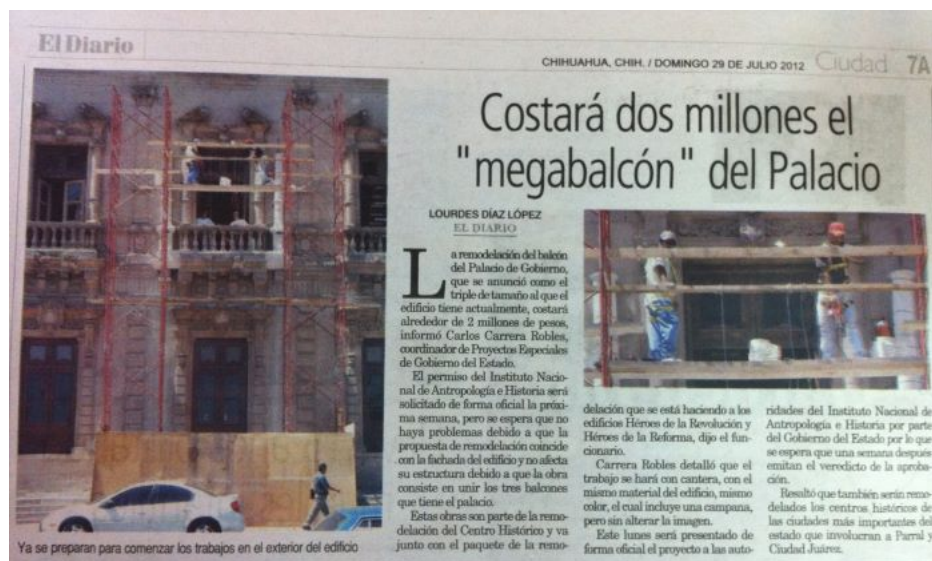 El Diario
CHIHUAHUA, CHIH. / DOMINGO 29 DE JULIO 2012 Ciudad 7A
Costará dos millones el
"megabalcón" del Palacio
LOURDES DÍAZ LÓPEZ
EL DIARIO
La remodelación del balcón
del Palacio de Gobierno,
que se anunció como el
triple de tamaño al que el
edificio tiene actualmente, costará
alrededor de 2 millones de pesos,
informó Carlos Carrera Robles,
coordinador de Proyectos Especiales
de Gobierno del Estado.
El permiso del Instituto Nacio-
nal de Antropología e Historia será
solicitado de forma oficial la próxi-
ma semana, pero se espera que no
haya problemas debido a que la
propuesta de remodelación coincide
con la fachada del edificio y no afecta
su estructura debido a que la obra
consiste en unir los tres balcones
que tiene el palacio.
Estas obras son parte de la remo-
delación del Centro Histórico y va
junto con el paquete de la remo-
delación que se está haciendo a los
edificios Héroes de la Revolución y
Héroes de la Reforma, dijo el fun-
cionario.
Carrera Robles detalló que el
trabajo se hará con cantera, con el
mismo material del edificio, mismo
color, el cual incluye una campana,
pero sin alterar la imagen.
Este lunes será presentado de
forma oficial el proyecto a las auto-
ridades del Instituto Nacional de
Antropología e Historia por parte
del Gobierno del Estado por lo que
se espera que una semana después
emitan el veredicto de la aproba-
ción.
Resaltó que también serán remo-
delados los centros históricos de
las ciudades más importantes del
estado que involucran a Parral y
Ciudad Juárez.
Ya se preparan para comenzar los trabajos en el exterior del edificio